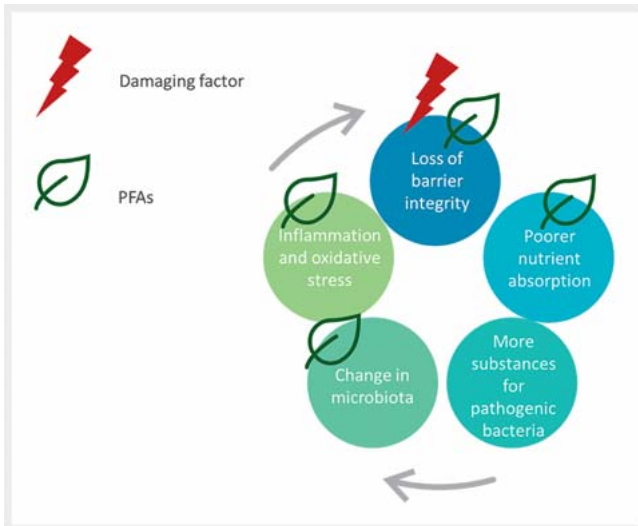 Damaging factor
PFAs
Loss of
barrier
integrity
Poorer
nutrient
absorption
More
substances
for
pathogenic
bacteria
Change in
microbiota
Inflammation
and oxidative
stress